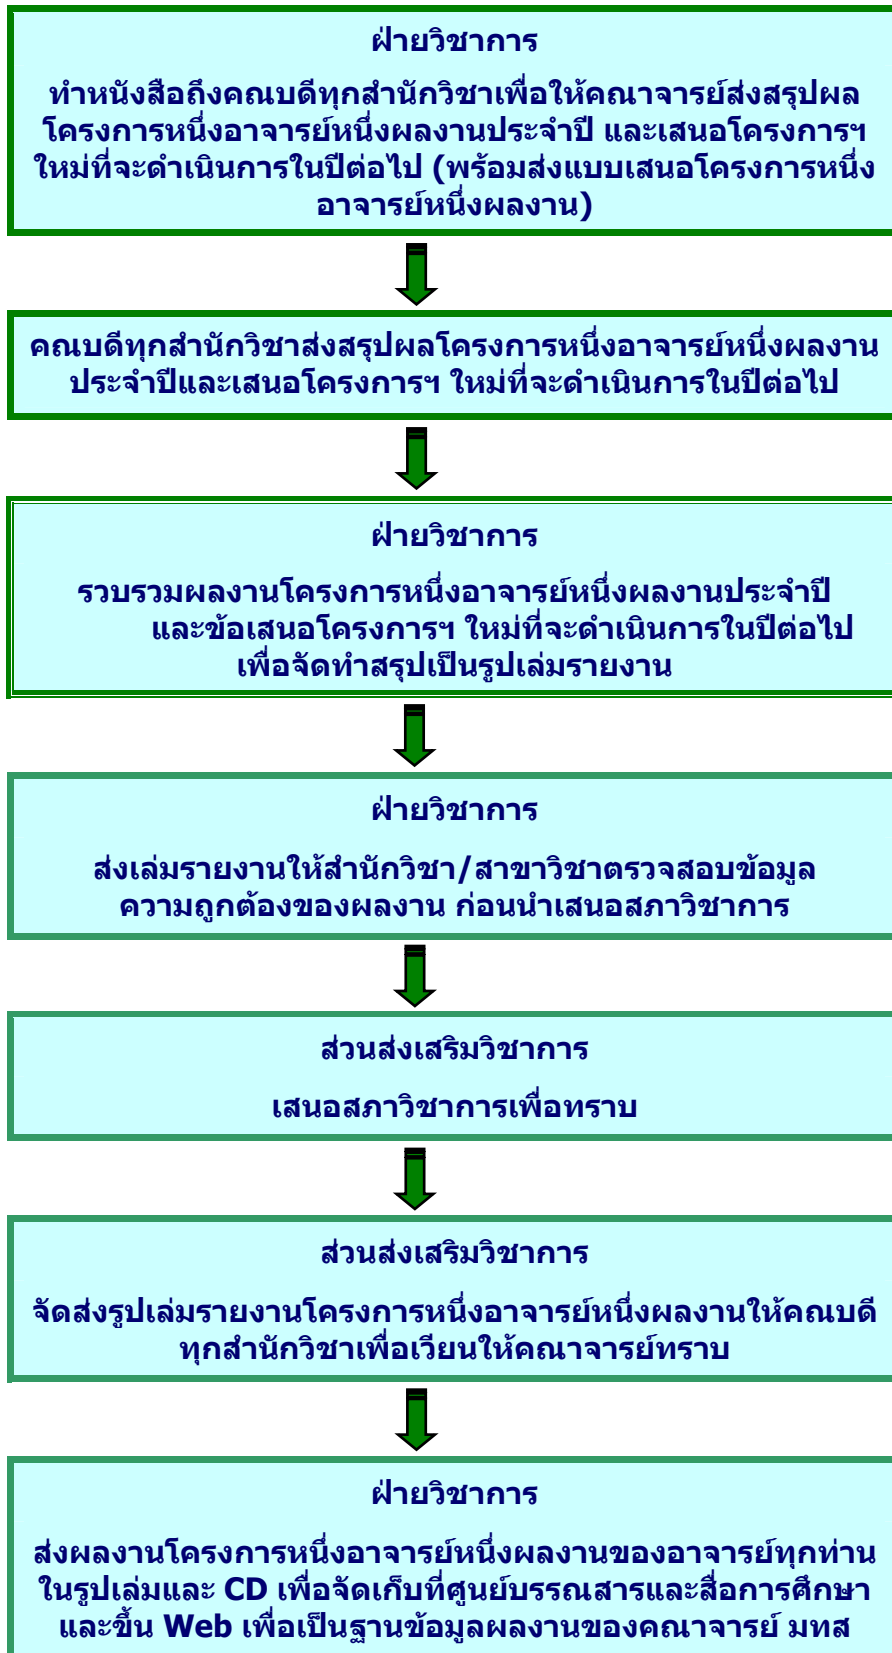 ฝ่ายวิชาการ
ทำหนังสือถึงคณบดีทุกสำนักวิชาเพื่อให้คณาจารย์ส่งสรุปผล
โครงการหนึ่งอาจารย์หนึ่งผลงานประจำปี และเสนอโครงการฯ
ใหม่ที่จะดำเนินการในปีต่อไป (พร้อมส่งแบบเสนอโครงการหนึ่ง
อาจารย์หนึ่งผลงาน)
คณบดีทุกสำนักวิชาส่งสรุปผลโครงการหนึ่งอาจารย์หนึ่งผลงาน
ประจำปีและเสนอโครงการฯ ใหม่ที่จะดำเนินการในปีต่อไป
ฝ่ายวิชาการ
รวบรวมผลงานโครงการหนึ่งอาจารย์หนึ่งผลงานประจำปี
และข้อเสนอโครงการฯ ใหม่ที่จะดำเนินการในปีต่อไป
เพื่อจัดทำสรุปเป็นรูปเล่มรายงาน
ฝ่ายวิชาการ
ส่งเล่มรายงานให้สำนักวิชา/สาขาวิชาตรวจสอบข้อมูล
ความถูกต้องของผลงาน ก่อนนำเสนอสภาวิชาการ
ส่วนส่งเสริมวิชาการ
เสนอสภาวิชาการเพื่อทราบ
ส่วนส่งเสริมวิชาการ
จัดส่งรูปเล่มรายงานโครงการหนึ่งอาจารย์หนึ่งผลงานให้คณบดี
ทุกสำนักวิชาเพื่อเวียนให้คณาจารย์ทราบ
ฝ่ายวิชาการ
ส่งผลงานโครงการหนึ่งอาจารย์หนึ่งผลงานของอาจารย์ทุกท่าน
ในรูปเล่มและ CD เพื่อจัดเก็บที่ศูนย์บรรณสารและสื่อการศึกษา
และขึ้น Web เพื่อเป็นฐานข้อมูลผลงานของคณาจารย์ มทส